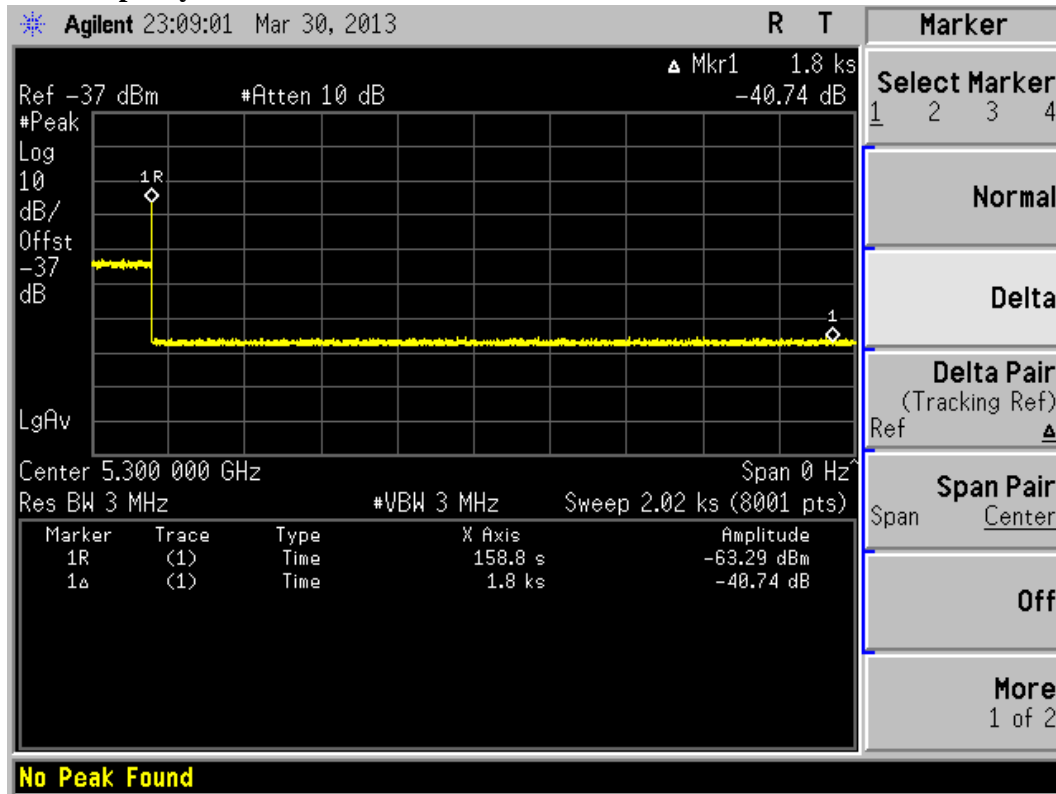 Agilent 23:09:01 Mar 30, 2013 R T
Marker
Δ Mkr1 1.8 ks
Ref -37 dBm #Atten 10 dB -40.74 dB
#Peak
Log
10
dB/
Offst
-37
dB
LgAv
1R
1
Center 5.300 000 GHz Span 0 Hz^
Res BW 3 MHz #VBW 3 MHz Sweep 2.02 ks (8001 pts)
Marker Trace Type X Axis Amplitude
1R (1) Time 158.8 s -63.29 dBm
1Δ (1) Time 1.8 ks -40.74 dB
Select Marker
1 2 3 4
Normal
Delta
Delta Pair
(Tracking Ref)
Ref Δ
Span Pair
Span Center
Off
More
1 of 2
No Peak Found